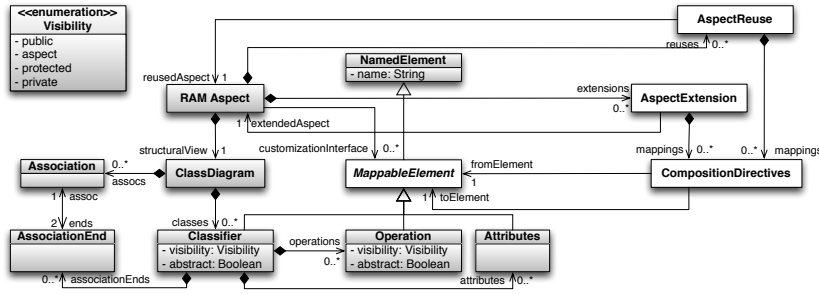 <<enumeration>>
Visibility
- public
- aspect
- protected
- private
AspectReuse
reuses
0..*
NamedElement
- name: String
reusedAspect
1
RAM Aspect
extensions
0..*
AspectExtension
1
extendedAspect
structuralView
1
customizationInterface
0..*
mappings
0..*
0..*
mappings
Association
0..*
assocs
ClassDiagram
MappableElement
fromElement
1
CompositionDirectives
1
assoc
1
toElement
2
ends
classes
0..*
AssociationEnd
Classifier
- visibility: Visibility
- abstract: Boolean
operations
0..*
Operation
- visibility: Visibility
- abstract: Boolean
Attributes
0..*
associationEnds
attributes
0..*